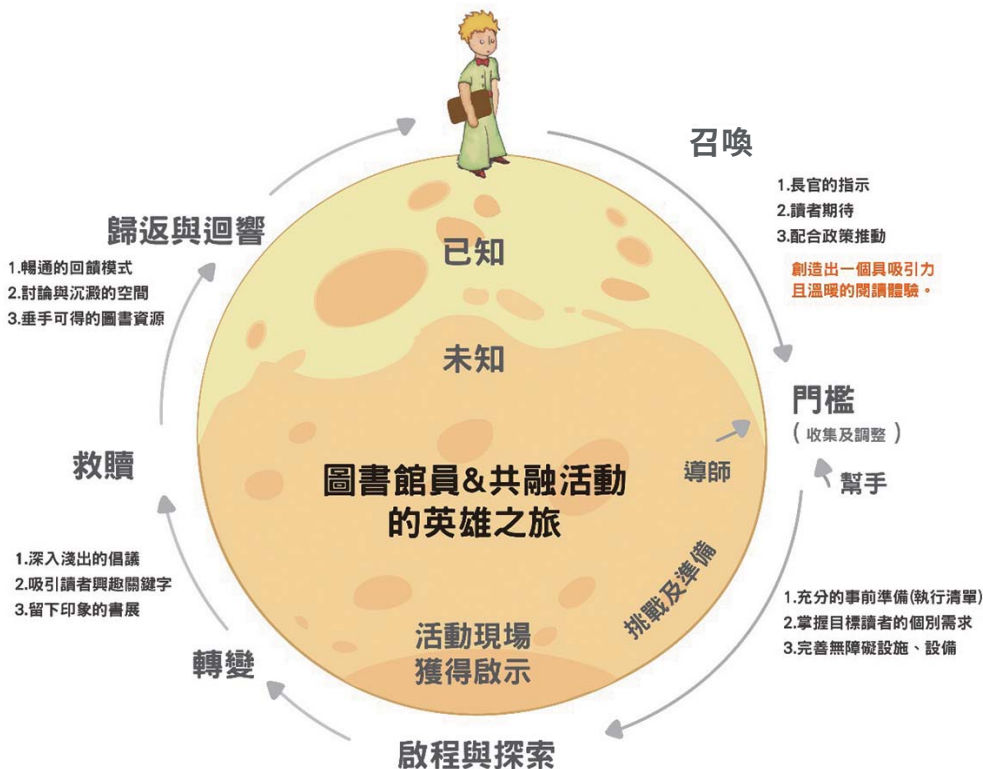 召喚
1.長官的指示
2.讀者期待
3.配合政策推動
創造出一個具吸引力
且溫暖的閱讀體驗。
門檻
(收集及調整)
導師
幫手
挑戰及準備
1.充分的事前準備(執行清單)
2.掌握目標讀者的個別需求
3.完善無障礙設施、設備
啟程與探索
活動現場
獲得啟示
轉變
1.深入淺出的倡議
2.吸引讀者興趣關鍵字
3.留下印象的書展
救贖
歸返與迴響
1.暢通的回饋模式
2.討論與沉澱的空間
3.垂手可得的圖書資源
已知
未知
圖書館員&共融活動
的英雄之旅